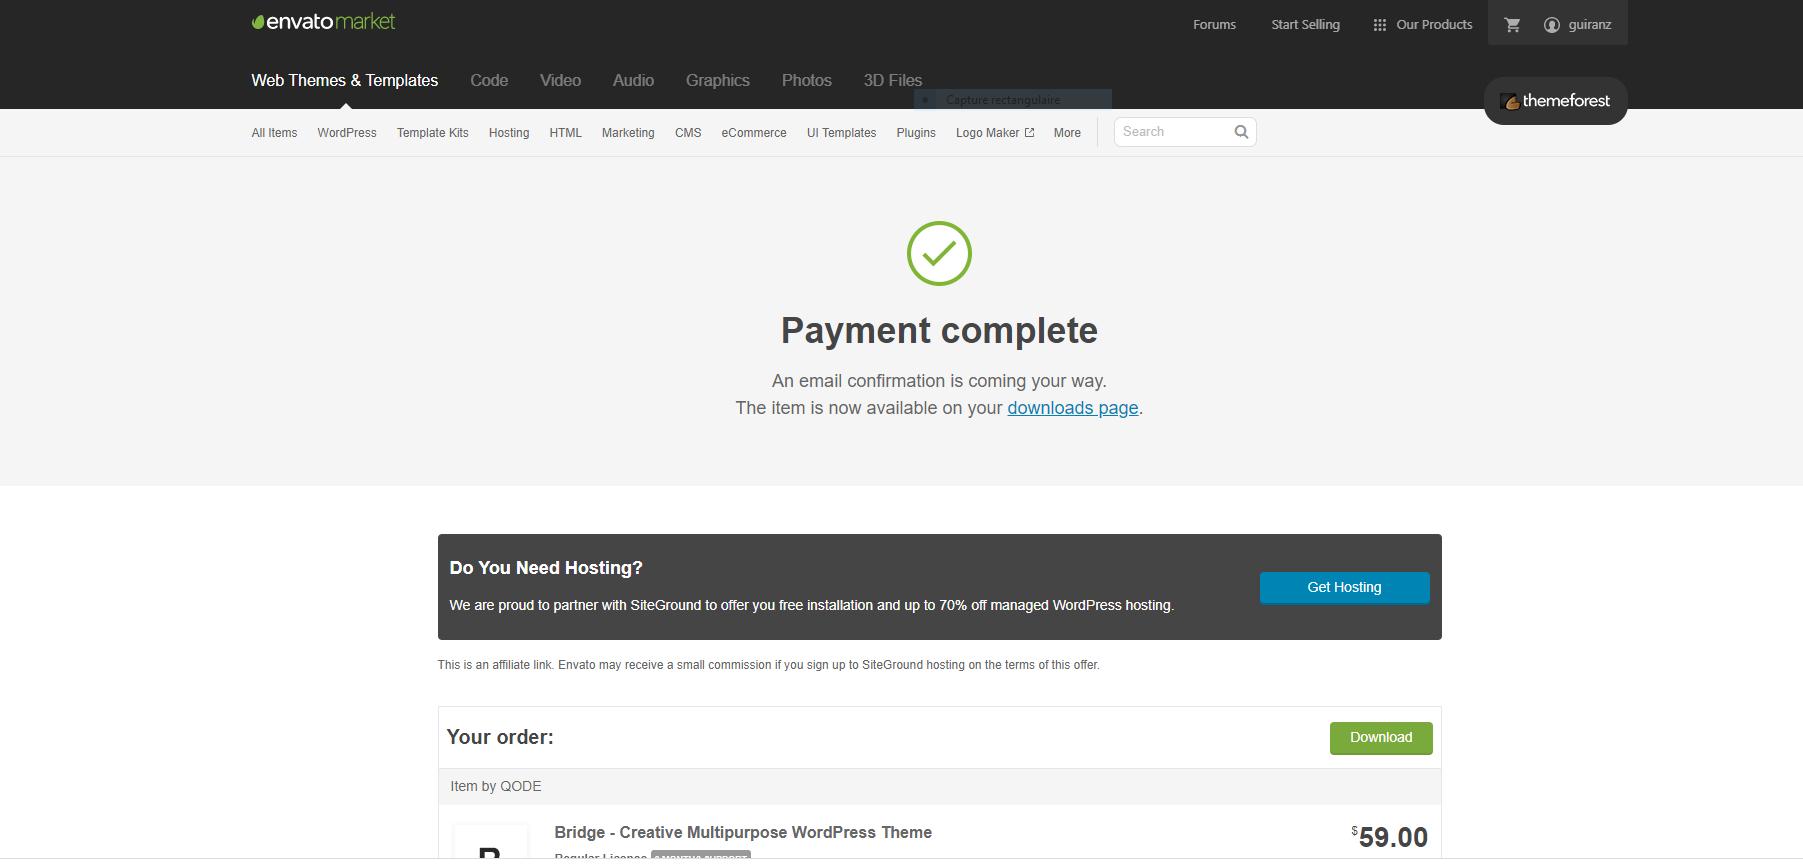 envato market
Forums Start Selling Our Products guiranz
Web Themes & Templates Code Video Audio Graphics Photos 3D Files
Capture rectangulaire
themeforest
All Items WordPress Template Kits Hosting HTML Marketing CMS eCommerce UI Templates Plugins Logo Maker More Search
Payment complete
An email confirmation is coming your way.
The item is now available on your downloads page.
Do You Need Hosting?
We are proud to partner with SiteGround to offer you free installation and up to 70% off managed WordPress hosting.
Get Hosting
This is an affiliate link. Envato may receive a small commission if you sign up to SiteGround hosting on the terms of this offer.
Your order:
Download
Item by QODE
Bridge - Creative Multipurpose WordPress Theme
$59.00
Regular License